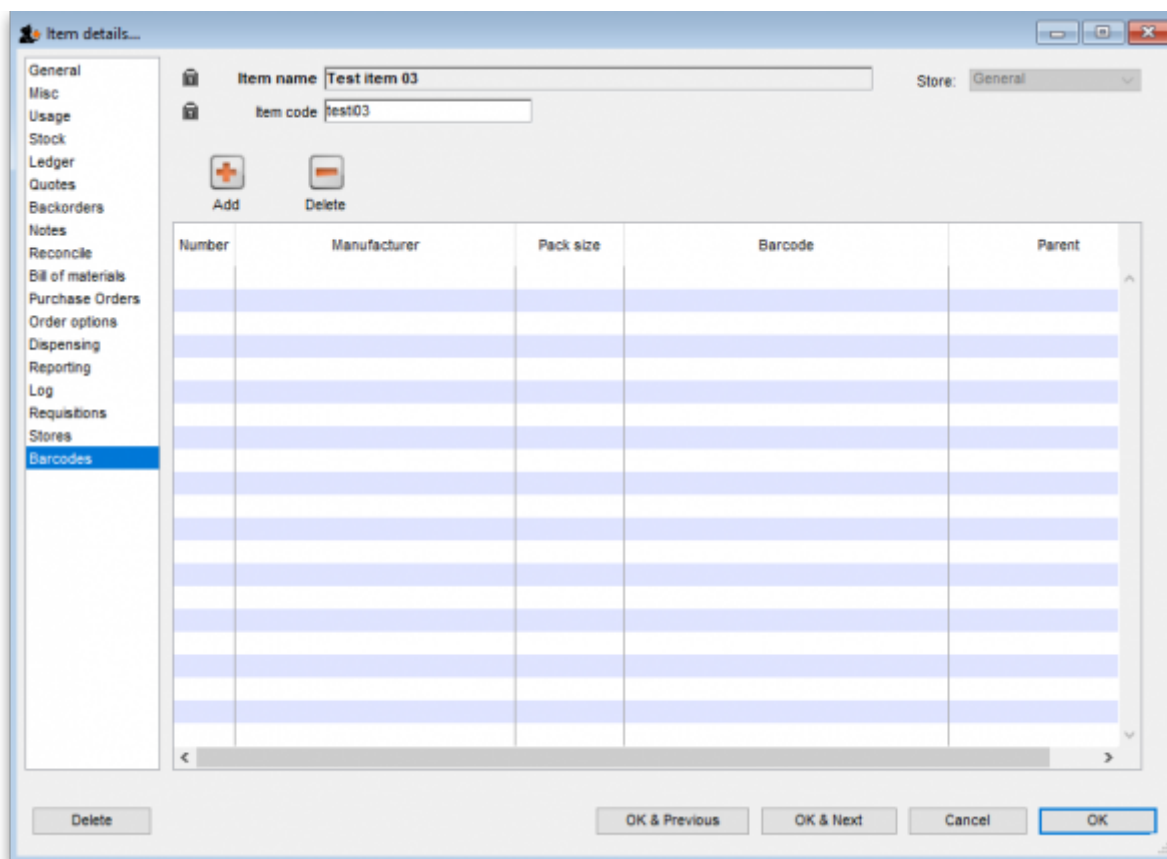 Item details...
General
Misc
Usage
Stock
Ledger
Quotes
Backorders
Notes
Reconcile
Bill of materials
Purchase Orders
Order options
Dispensing
Reporting
Log
Requisitions
Stores
Barcodes
Item name Test item 03
Store: General
Item code testi03
Add Delete
Number Manufacturer Pack size Barcode Parent
Delete OK & Previous OK & Next Cancel OK